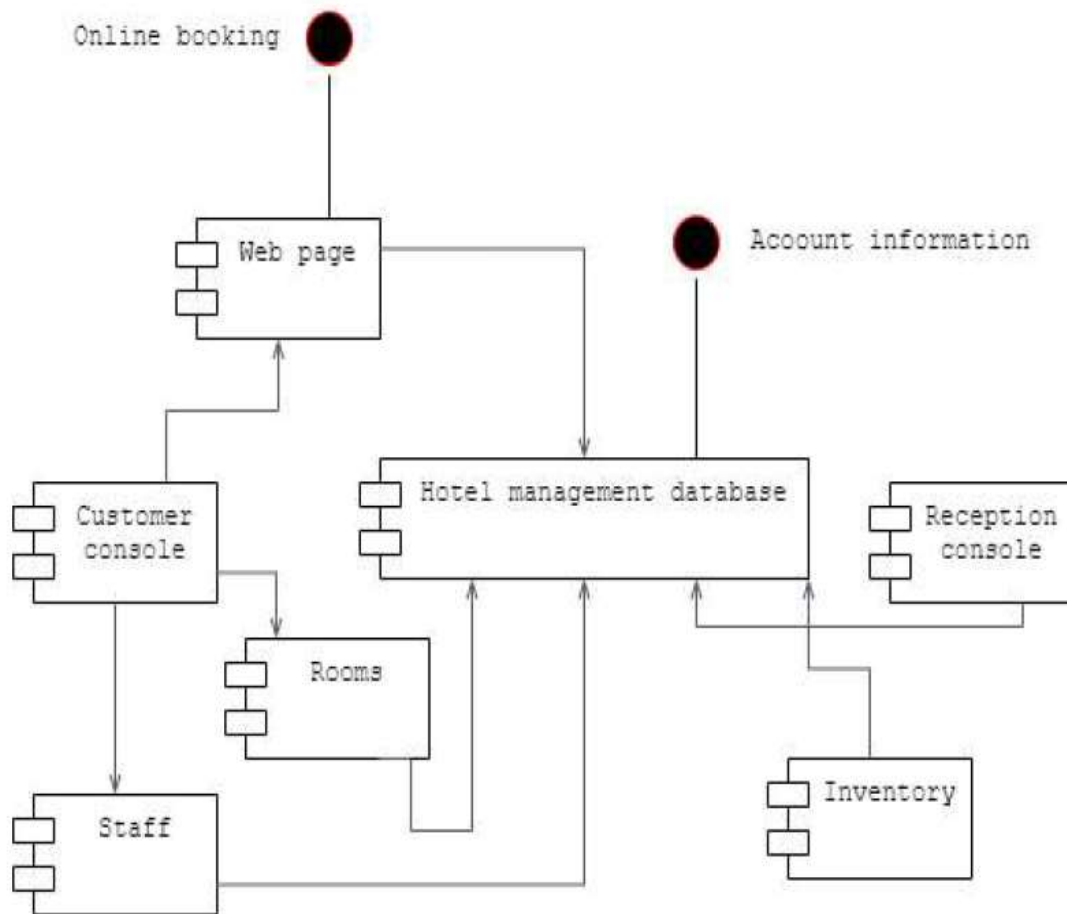 Online booking
Web page
Acoount information
Hotel management database
Customer
console
Reception
console
Rooms
Inventory
Staff